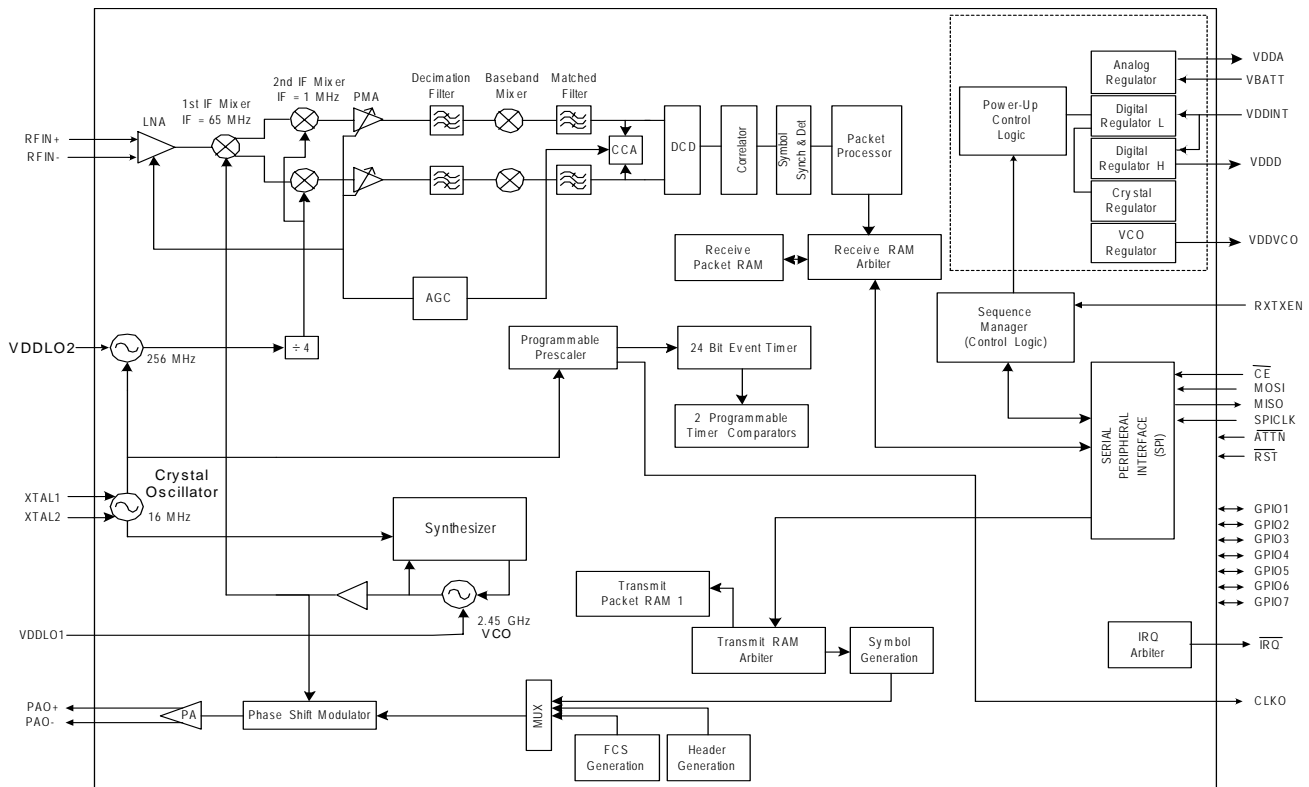 RFIN+
RFIN-
LNA
1st IF Mixer
IF = 65 MHz
2nd IF Mixer
IF = 1 MHz
PMA
Decimation
Filter
Baseband
Mixer
Matched
Filter
CCA
DCD
Correlator
Symbol
Synch & Det
Packet
Processor
Receive
Packet RAM
Receive RAM
Arbiter
AGC
Power-Up
Control
Logic
Analog
Regulator
Digital
Regulator L
Digital
Regulator H
Crystal
Regulator
VCO
Regulator
VDDA
VBATT
VDDINT
VDDD
VDDVCO
RXTXEN
Sequence
Manager
(Control Logic)
VDDLO2
256 MHz
÷4
Programmable
Prescaler
24 Bit Event Timer
2 Programmable
Timer Comparators
SERIAL
PERIPHERAL
INTERFACE
(SPI)
CE
MOSI
MISO
SPICLK
ATTN
RST
Crystal
Oscillator
XTAL1
XTAL2
16 MHz
Synthesizer
2.45 GHz
VCO
VDDLO1
GPIO1
GPIO2
GPIO3
GPIO4
GPIO5
GPIO6
GPIO7
Transmit
Packet RAM 1
Transmit RAM
Arbiter
Symbol
Generation
IRQ
Arbiter
IRQ
CLKO
PAO+
PAO-
PA
Phase Shift Modulator
MUX
FCS
Generation
Header
Generation